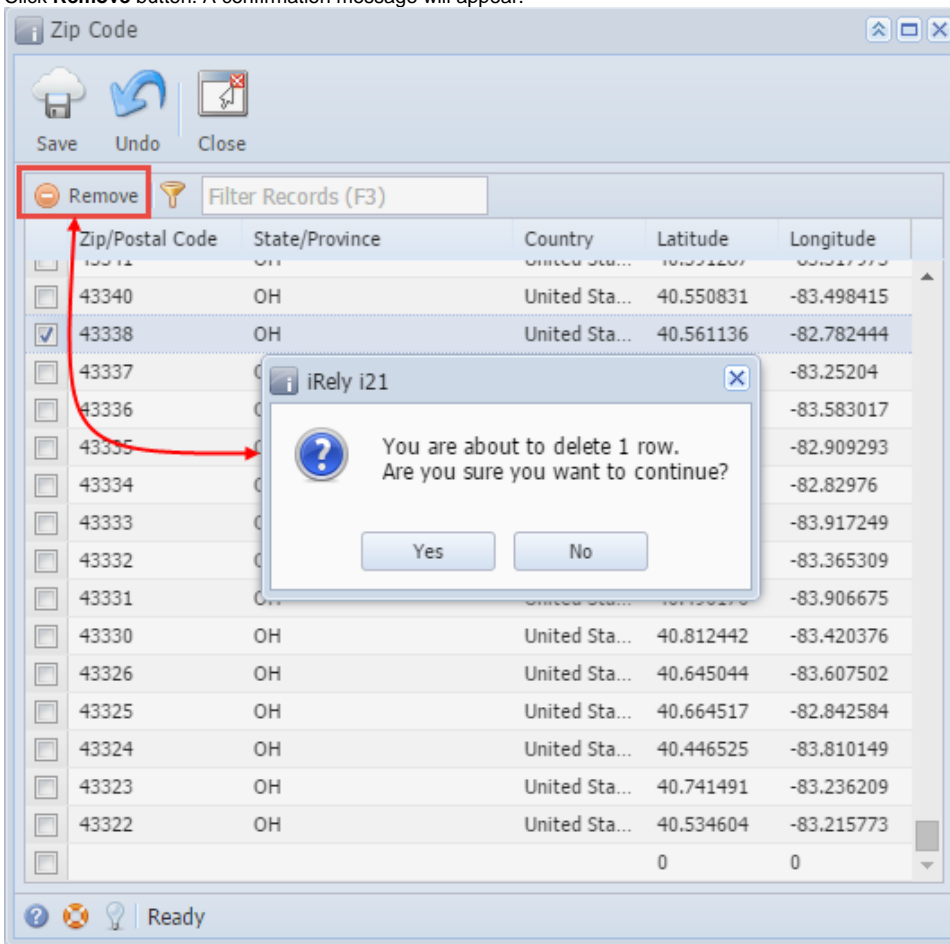 Click Remove button. A confirmation message will appear.
Zip Code
Save Undo Close
Remove Filter Records (F3)
Zip/Postal Code State/Province Country Latitude Longitude
43340 OH United Sta... 40.550831 -83.498415
43338 OH United Sta... 40.561136 -82.782444
43337 -83.25204
43336 -83.583017
43335 -82.909293
43334 -82.82976
43333 -83.917249
43332 -83.365309
43331 -83.906675
iRely i21
You are about to delete 1 row.
Are you sure you want to continue?
Yes No
43330 OH United Sta... 40.812442 -83.420376
43326 OH United Sta... 40.645044 -83.607502
43325 OH United Sta... 40.664517 -82.842584
43324 OH United Sta... 40.446525 -83.810149
43323 OH United Sta... 40.741491 -83.236209
43322 OH United Sta... 40.534604 -83.215773
0 0
Ready